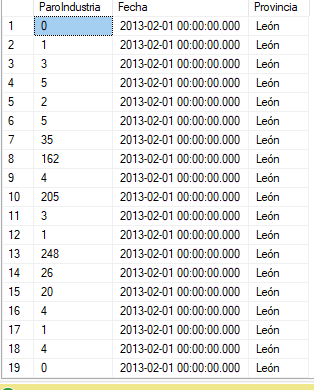 ParoIndustria Fecha Provincia
1 0 2013-02-01 00:00:00.000 León
2 1 2013-02-01 00:00:00.000 León
3 3 2013-02-01 00:00:00.000 León
4 5 2013-02-01 00:00:00.000 León
5 2 2013-02-01 00:00:00.000 León
6 5 2013-02-01 00:00:00.000 León
7 35 2013-02-01 00:00:00.000 León
8 162 2013-02-01 00:00:00.000 León
9 4 2013-02-01 00:00:00.000 León
10 205 2013-02-01 00:00:00.000 León
11 3 2013-02-01 00:00:00.000 León
12 1 2013-02-01 00:00:00.000 León
13 248 2013-02-01 00:00:00.000 León
14 26 2013-02-01 00:00:00.000 León
15 20 2013-02-01 00:00:00.000 León
16 4 2013-02-01 00:00:00.000 León
17 1 2013-02-01 00:00:00.000 León
18 4 2013-02-01 00:00:00.000 León
19 0 2013-02-01 00:00:00.000 León